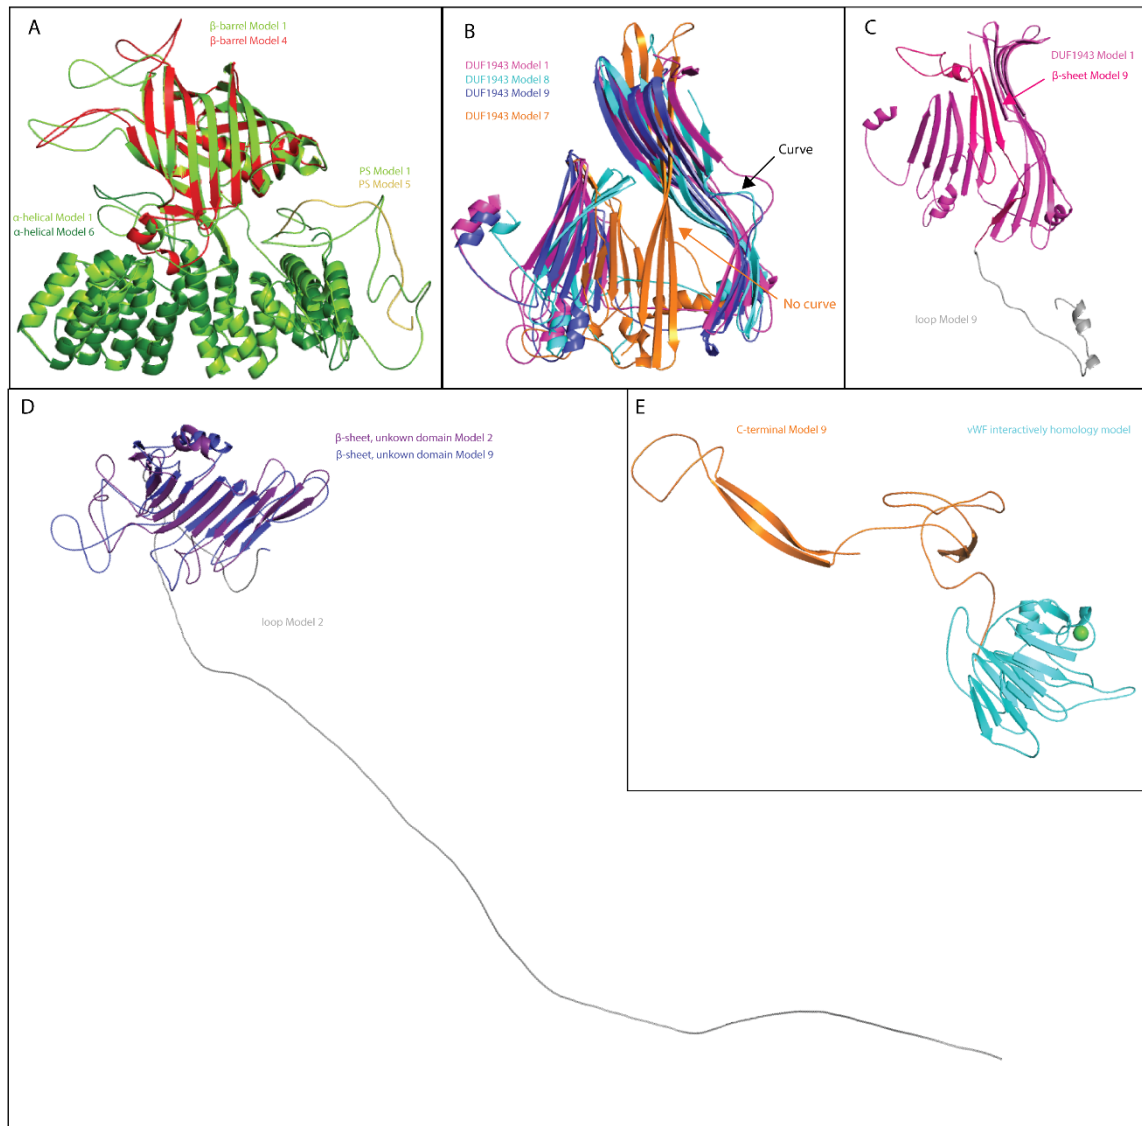 A
β-barrel Model 1
β-barrel Model 4
PS Model 1
PS Model 5
α-helical Model 1
α-helical Model 6
B
DUF1943 Model 1
DUF1943 Model 8
DUF1943 Model 9
DUF1943 Model 7
Curve
No curve
C
DUF1943 Model 1
β-sheet Model 9
loop Model 9
D
β-sheet, unkown domain Model 2
β-sheet, unkown domain Model 9
loop Model 2
E
C-terminal Model 9
vWF interactively homology model